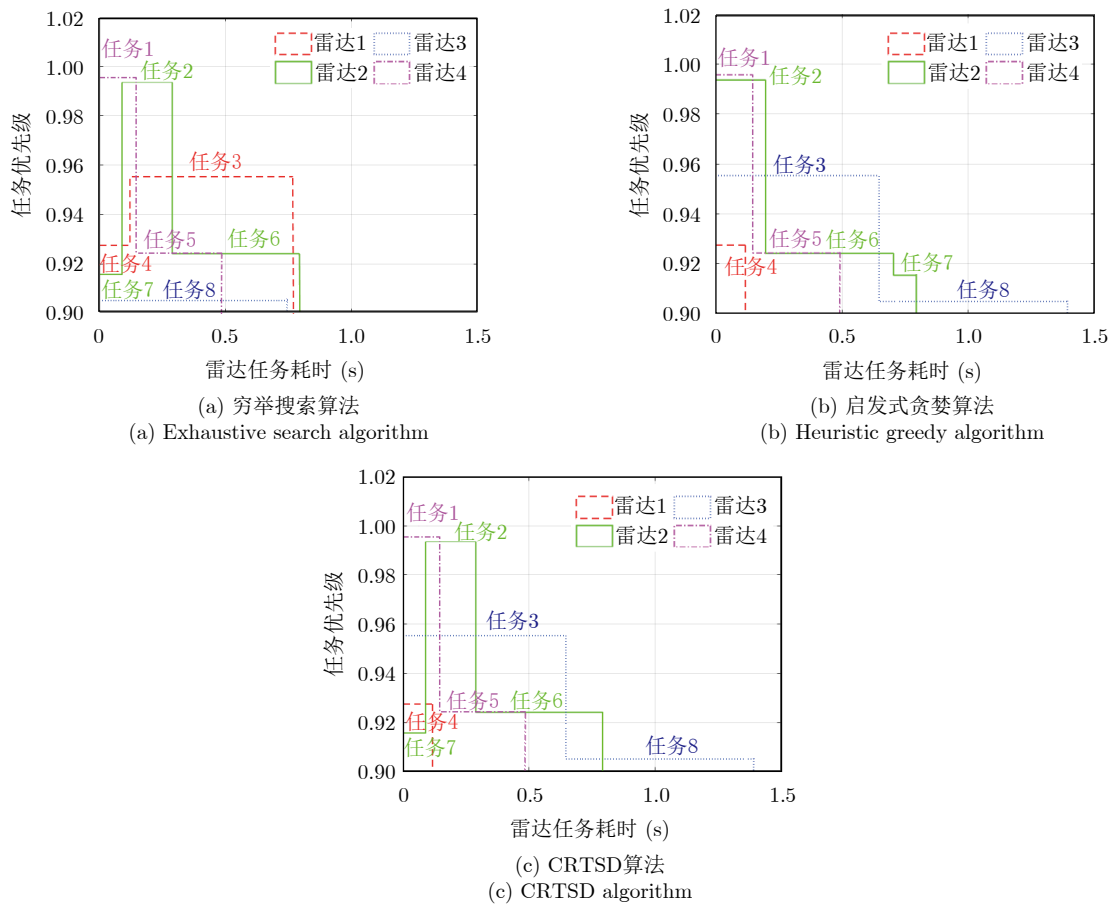 1.02
1.00
0.98
0.96
0.94
0.92
0.90
任务优先级
任务1
任务2
任务3
任务4
任务5
任务6
任务7
任务8
雷达1
雷达3
雷达2
雷达4
0
0.5
1.0
1.5
雷达任务耗时 (s)
(a) 穷举搜索算法
(a) Exhaustive search algorithm
1.02
1.00
0.98
0.96
0.94
0.92
0.90
任务优先级
任务1
任务2
任务3
任务4
任务5
任务6
任务7
任务8
雷达1
雷达3
雷达2
雷达4
0
0.5
1.0
1.5
雷达任务耗时 (s)
(b) 启发式贪婪算法
(b) Heuristic greedy algorithm
1.02
1.00
0.98
0.96
0.94
0.92
0.90
任务优先级
任务1
任务2
任务3
任务5
任务6
任务4
任务7
任务8
雷达1
雷达3
雷达2
雷达4
0
0.5
1.0
1.5
雷达任务耗时 (s)
(c) CRTSD算法
(c) CRTSD algorithm